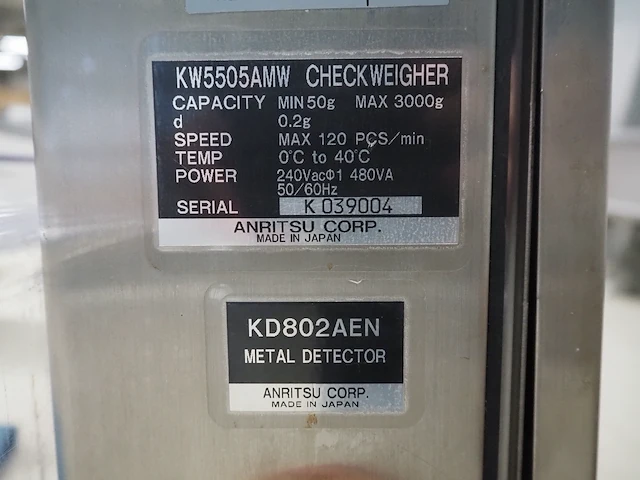 KW5505AMW CHECKWEIGHER
CAPACITY MIN 50g MAX 3000g
d 0.2g
SPEED MAX 120 PCS/min
TEMP 0°C to 40°C
POWER 240VacΦ1 480VA
50/60Hz
SERIAL K 039004
ANRITSU CORP.
MADE IN JAPAN
KD802AEN
METAL DETECTOR
ANRITSU CORP.
MADE IN JAPAN